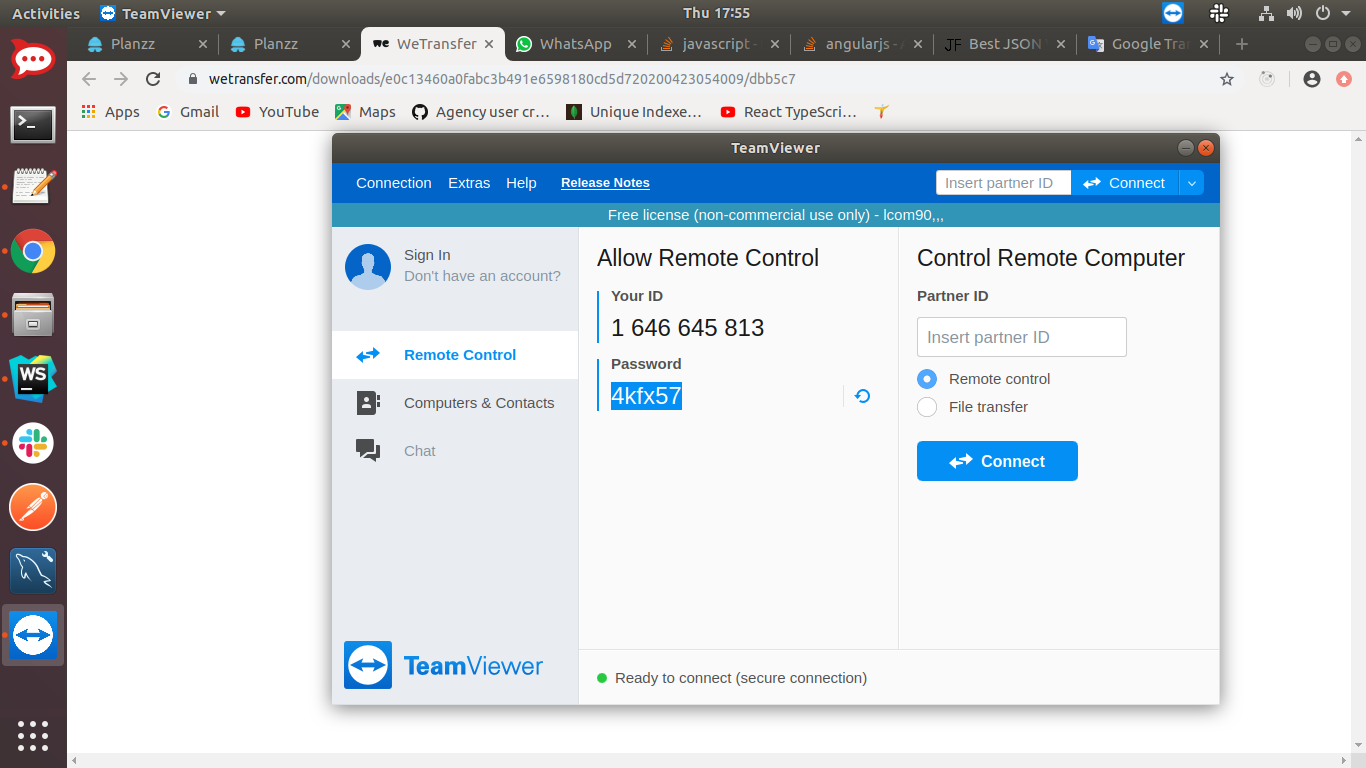 Activities TeamViewer Thu 17:55
Planzz Planzz WeTransfer WhatsApp javascript - angularjs - Best JSON Google
wetransfer.com/downloads/e0c13460a0fabc3b491e6598180cd5d720200423054009/dbb5c7
Apps Gmail YouTube Maps Agency user cr... Unique Indexe... React TypeScri...
TeamViewer
Connection Extras Help Release Notes Insert partner ID Connect
Free license (non-commercial use only) - lcom90,,,
Sign In
Don't have an account?
Remote Control
Computers & Contacts
Chat
TeamViewer
Allow Remote Control
Your ID
1 646 645 813
Password
4kfx57
Control Remote Computer
Partner ID
Insert partner ID
Remote control
File transfer
Connect
Ready to connect (secure connection)
WS